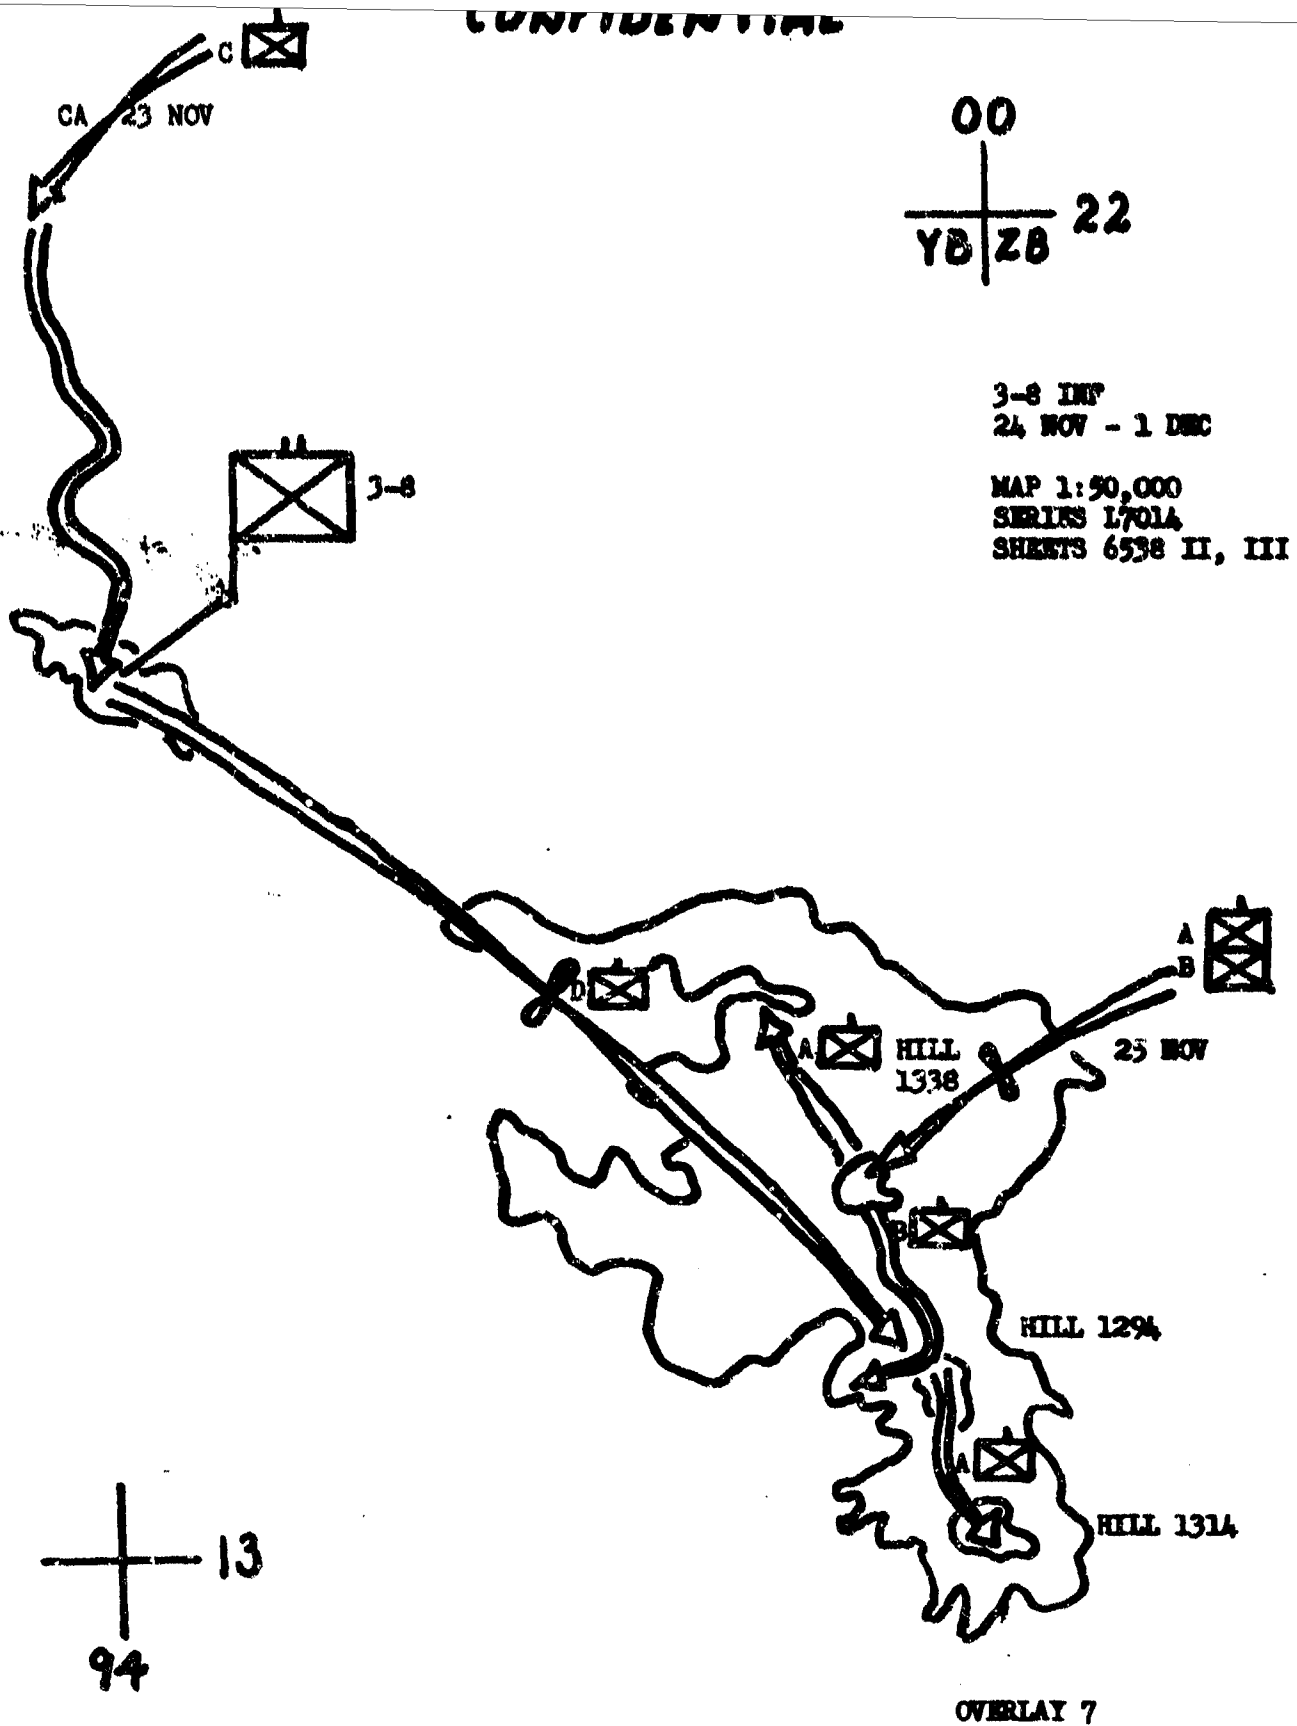 CONFIDENTIAL
C
CA 23 NOV
00
22
YB ZB
3-8 INF
24 NOV - 1 DEC
MAP 1:50,000
SERIES L7014
SHEETS 6538 II, III
3-8
A
B
D
A
HILL
1338
25 NOV
B
HILL 1294
A
HILL 1314
13
94
OVERLAY 7